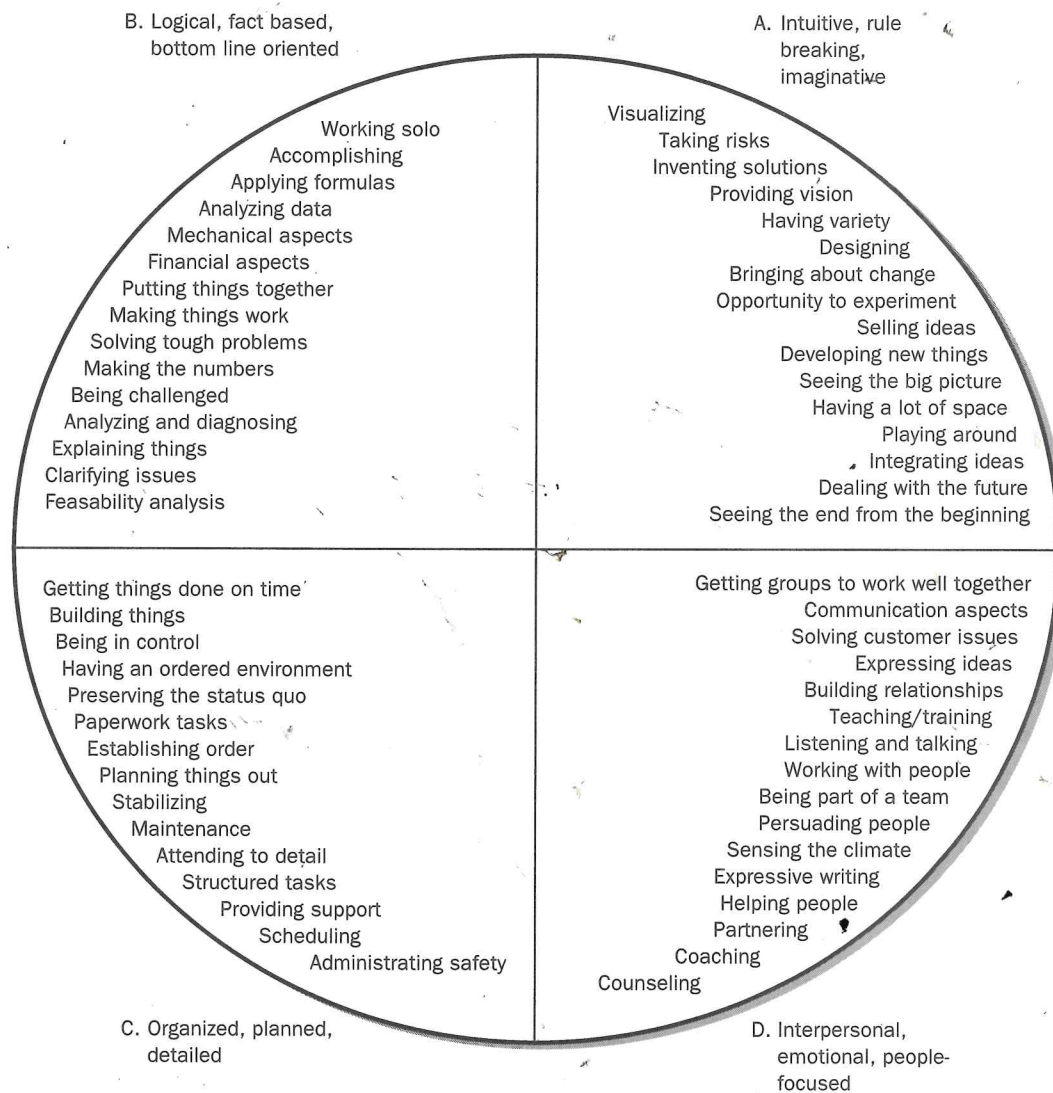 B. Logical, fact based,
bottom line oriented
A. Intuitive, rule
breaking,
imaginative
Working solo
Accomplishing
Applying formulas
Analyzing data
Mechanical aspects
Financial aspects
Putting things together
Making things work
Solving tough problems
Making the numbers
Being challenged
Analyzing and diagnosing
Explaining things
Clarifying issues
Feasability analysis
Visualizing
Taking risks
Inventing solutions
Providing vision
Having variety
Designing
Bringing about change
Opportunity to experiment
Selling ideas
Developing new things
Seeing the big picture
Having a lot of space
Playing around
Integrating ideas
Dealing with the future
Seeing the end from the beginning
Getting things done on time
Building things
Being in control
Having an ordered environment
Preserving the status quo
Paperwork tasks
Establishing order
Planning things out
Stabilizing
Maintenance
Attending to detail
Structured tasks
Providing support
Scheduling
Administrating safety
Getting groups to work well together
Communication aspects
Solving customer issues
Expressing ideas
Building relationships
Teaching/training
Listening and talking
Working with people
Being part of a team
Persuading people
Sensing the climate
Expressive writing
Helping people
Partnering
Coaching
Counseling
C. Organized, planned,
detailed
D. Interpersonal,
emotional, people-
focused